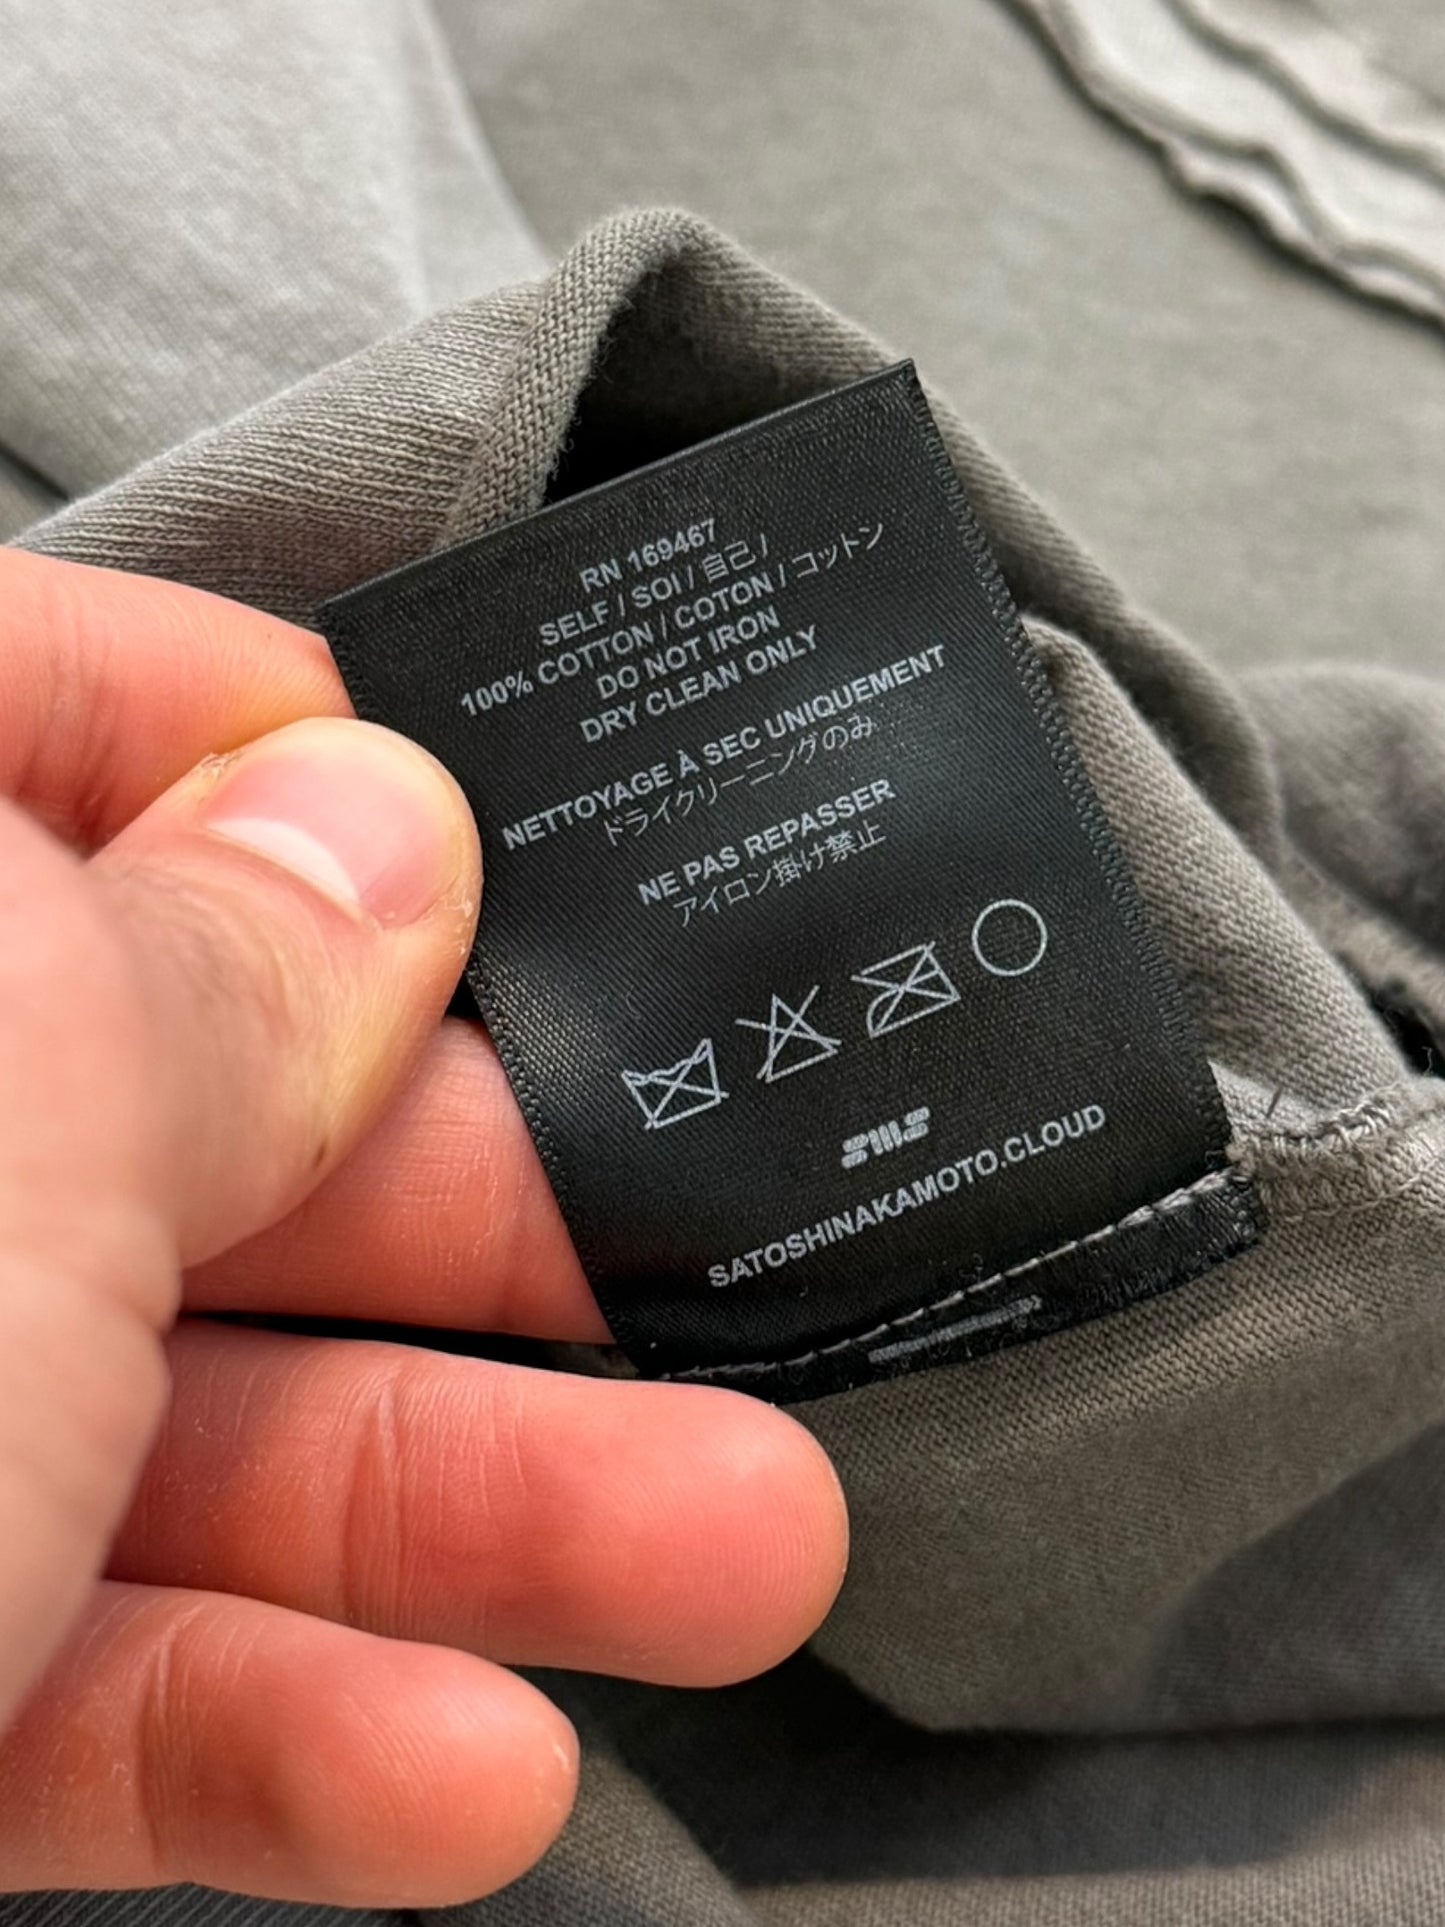 RN 169467
SELF / SOI / 自己 /
100% COTTON / COTON / コットン
DO NOT IRON
DRY CLEAN ONLY
NETTOYAGE À SEC UNIQUEMENT
ドライクリーニングのみ
NE PAS REPASSER
アイロン掛け禁止
SMS
SATOSHINAKAMOTO.CLOUD